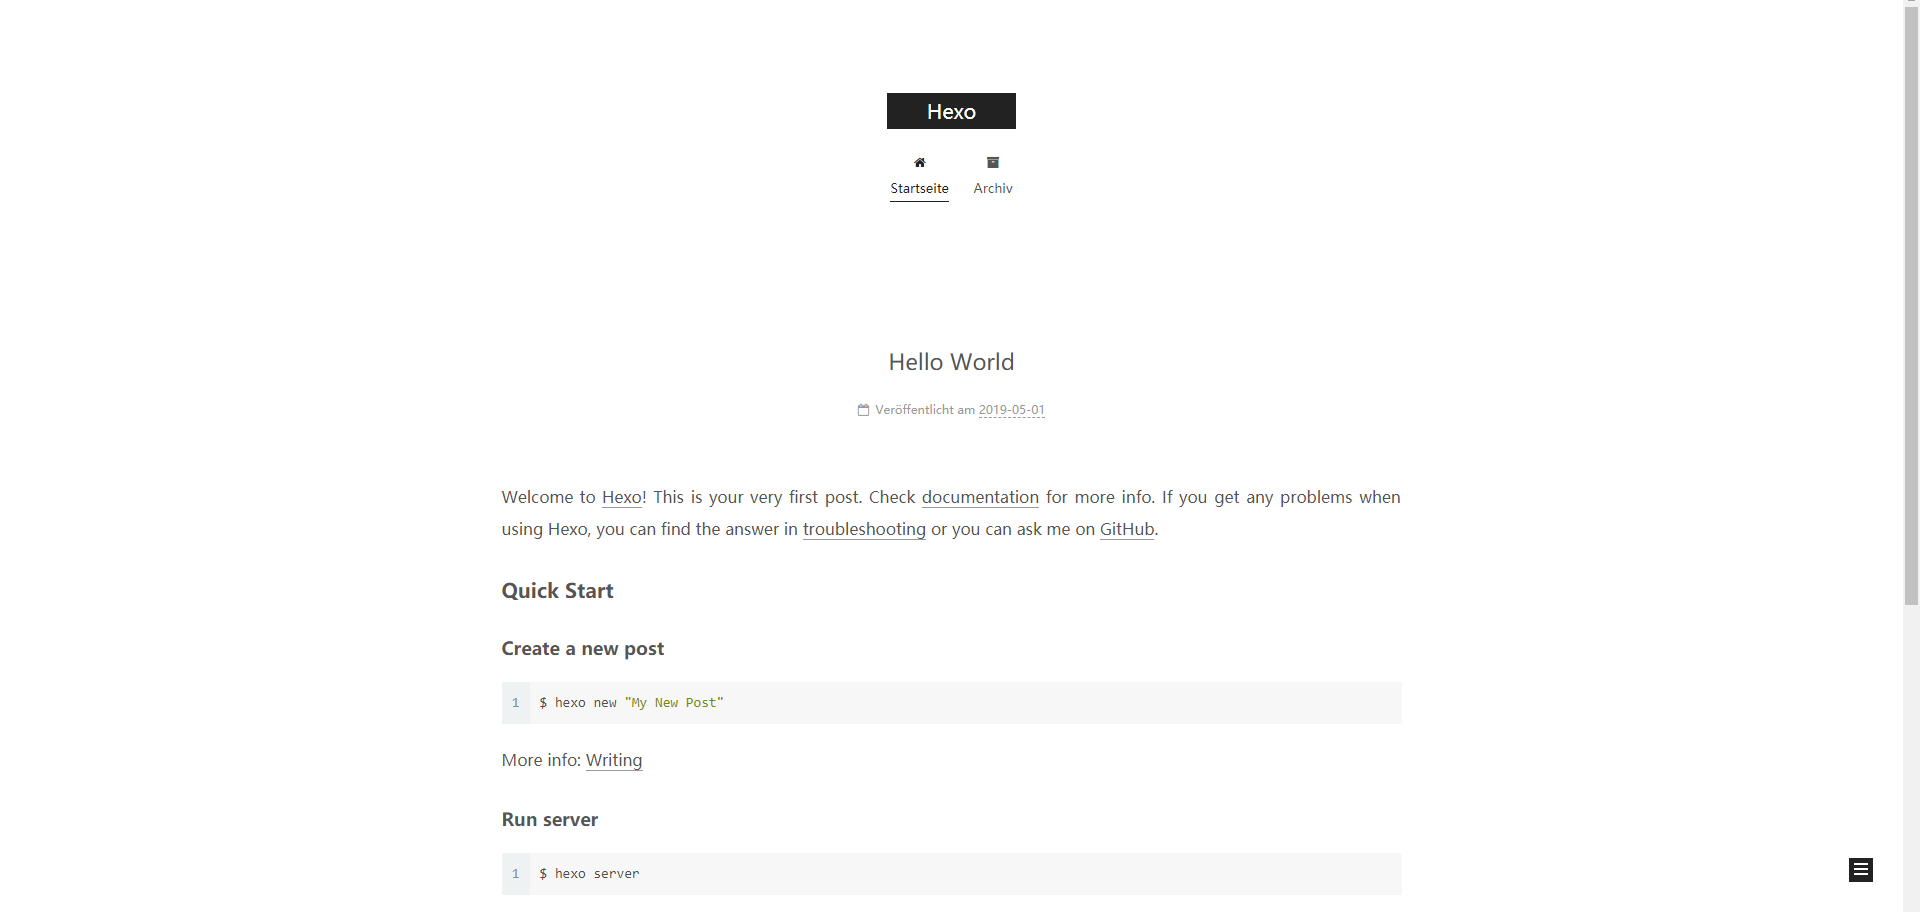 Hexo
Startseite Archiv
Hello World
Veröffentlicht am 2019-05-01
Welcome to Hexo! This is your very first post. Check documentation for more info. If you get any problems when
using Hexo, you can find the answer in troubleshooting or you can ask me on GitHub.
Quick Start
Create a new post
1 $ hexo new "My New Post"
More info: Writing
Run server
1 $ hexo server